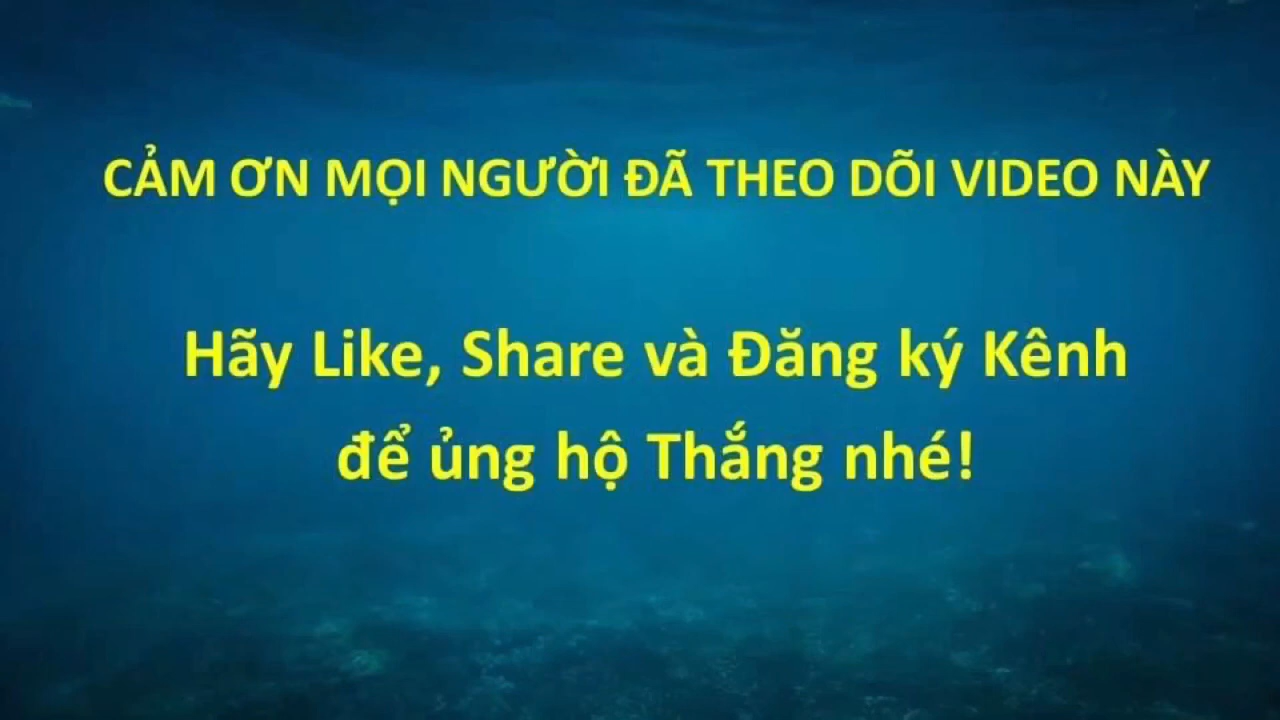 CẢM ƠN MỌI NGƯỜI ĐÃ THEO DÕI VIDEO NÀY
Hãy Like, Share và Đăng ký Kênh
để ủng hộ Thắng nhé!